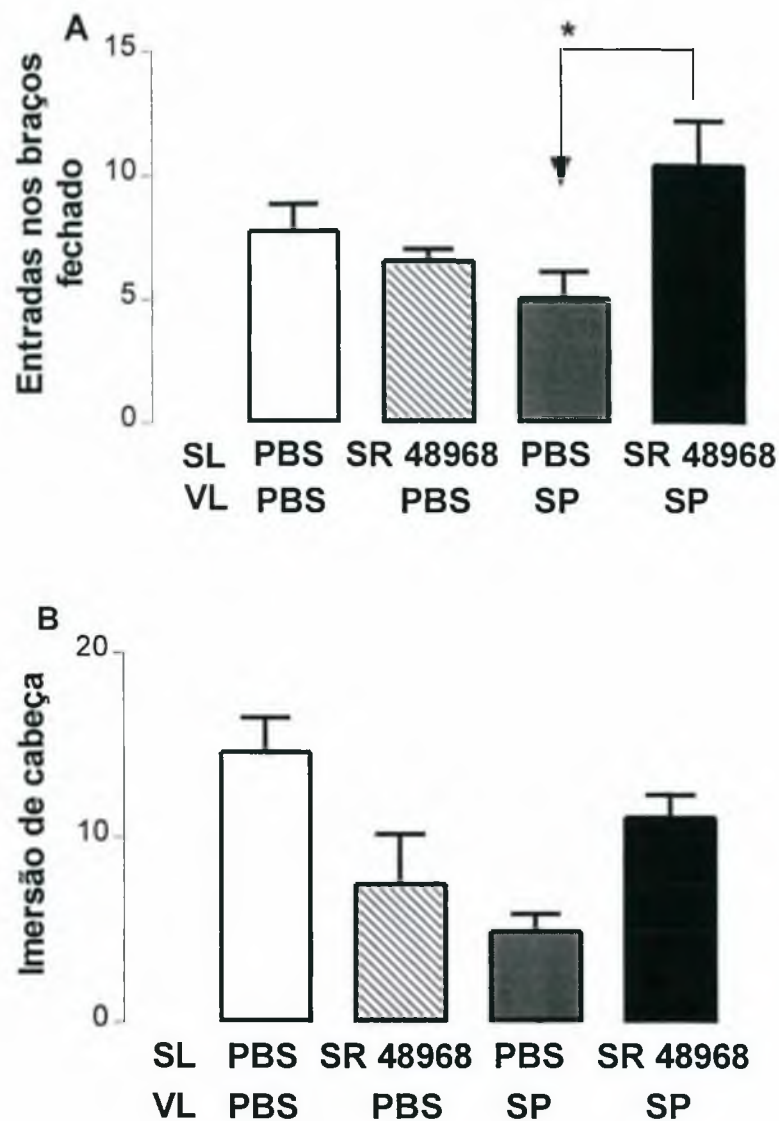 A
Entradas nos braços
fechado
15
10
5
0
*
SL PBS SR 48968 PBS SR 48968
VL PBS PBS SP SP
B
Imersão de cabeça
20
10
0
SL PBS SR 48968 PBS SR 48968
VL PBS PBS SP SP